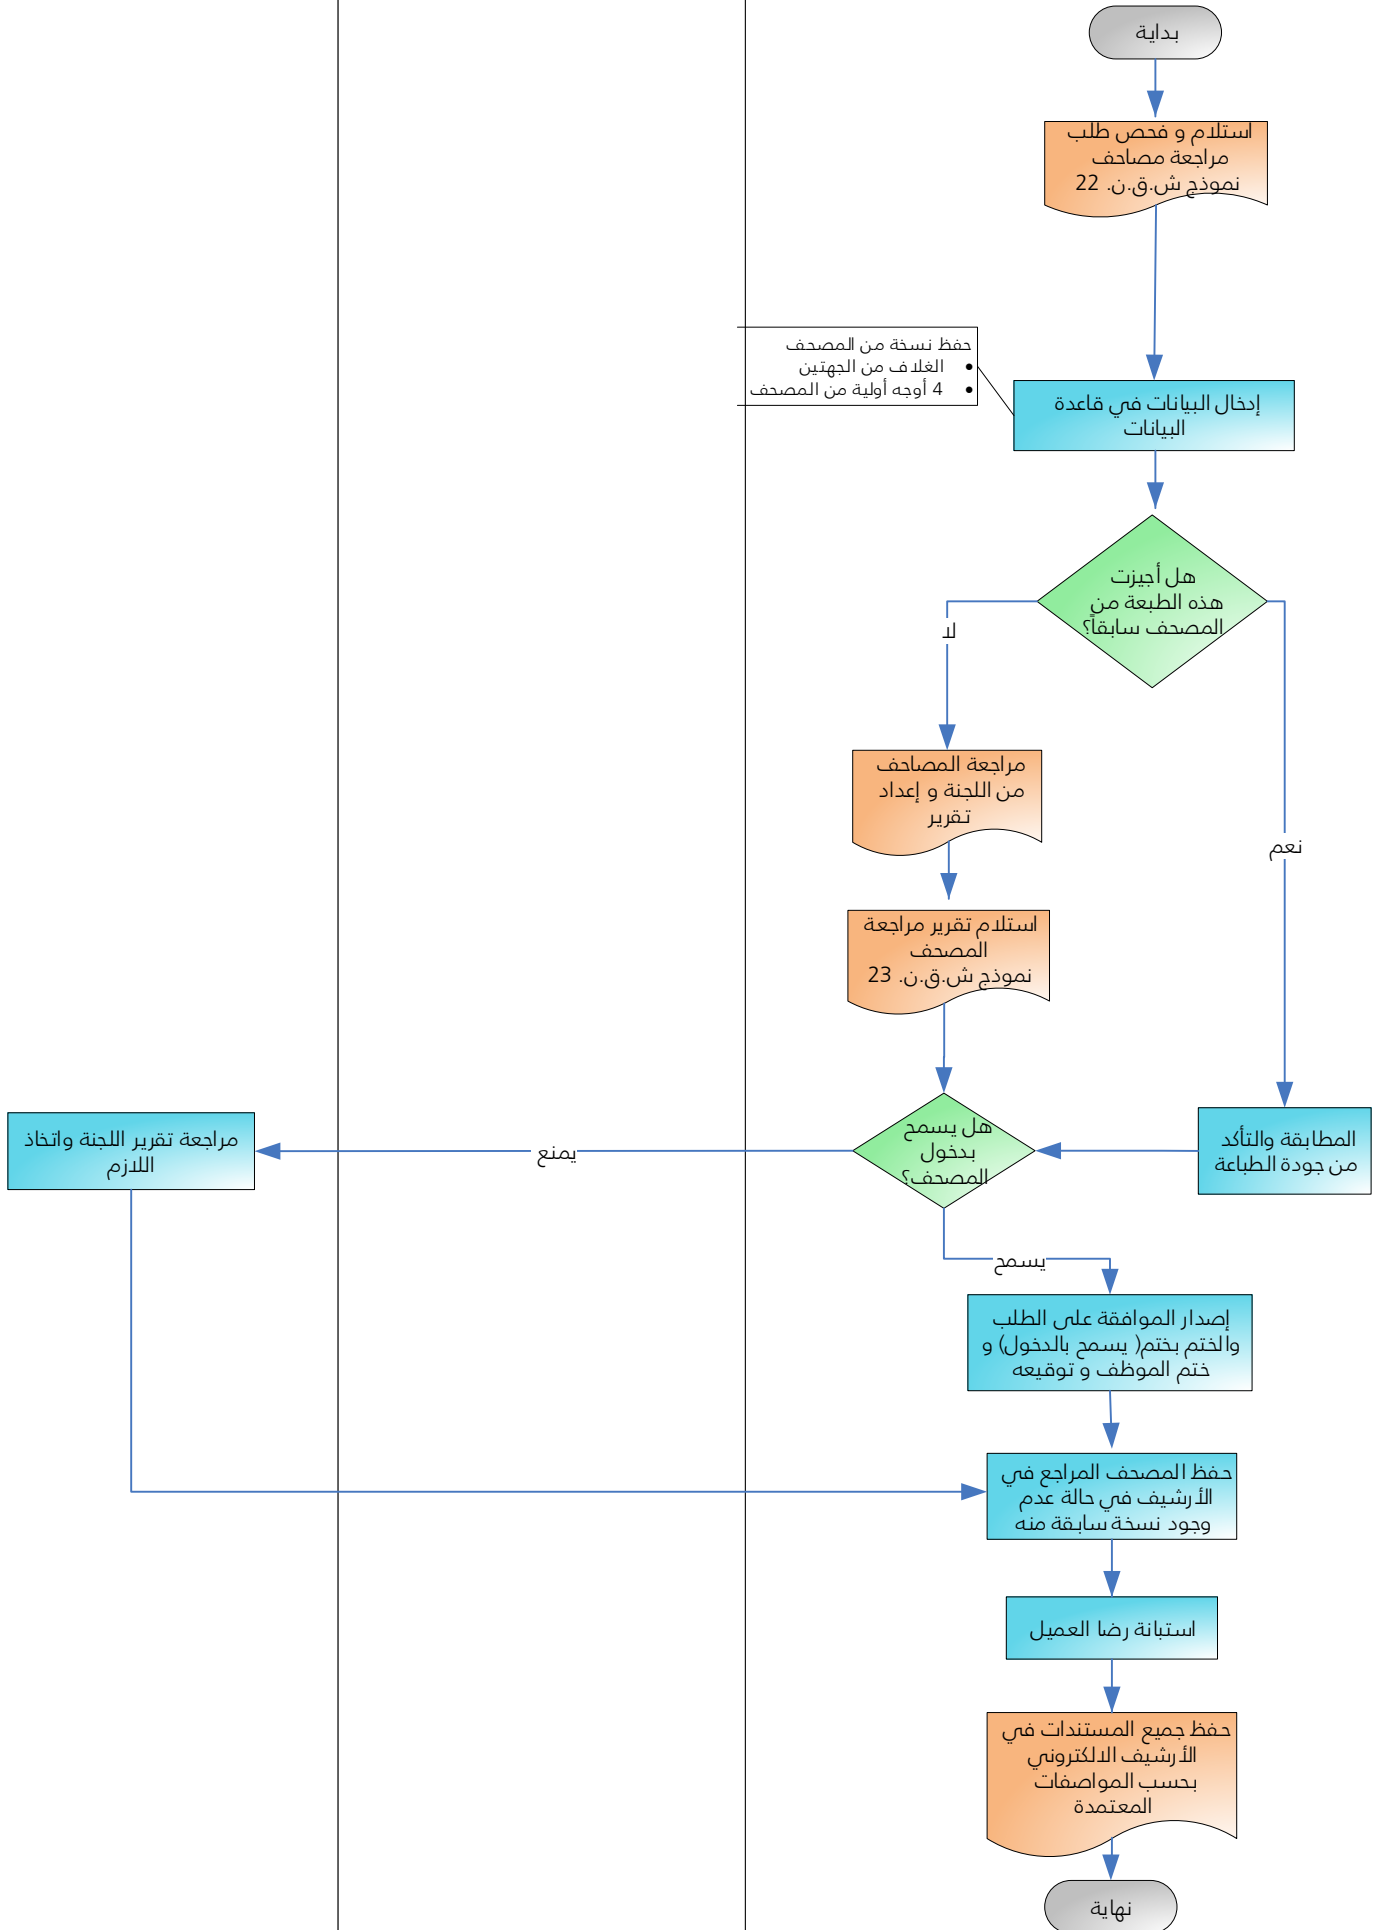 بداية
استلام و فحص طلب
مراجعة مصاحف
نموذج ش.ق.ن. 22
حفظ نسخة من المصحف
• الغلاف من الجهتين
• 4 أوجه أولية من المصحف
إدخال البيانات في قاعدة
البيانات
هل أجيزت
هذه الطبعة من
المصحف سابقاً؟
لا
مراجعة المصاحف
من اللجنة و إعداد
تقرير
نعم
استلام تقرير مراجعة
المصحف
نموذج ش.ق.ن. 23
المطابقة والتأكد
من جودة الطباعة
هل يسمح
بدخول
المصحف؟
يمنع
مراجعة تقرير اللجنة واتخاذ
اللازم
يسمح
إصدار الموافقة على الطلب
والختم بختم( يسمح بالدخول) و
ختم الموظف و توقيعه
حفظ المصحف المراجع في
الأرشيف في حالة عدم
وجود نسخة سابقة منه
استبانة رضا العميل
حفظ جميع المستندات في
الأرشيف الالكتروني
بحسب المواصفات
المعتمدة
نهاية